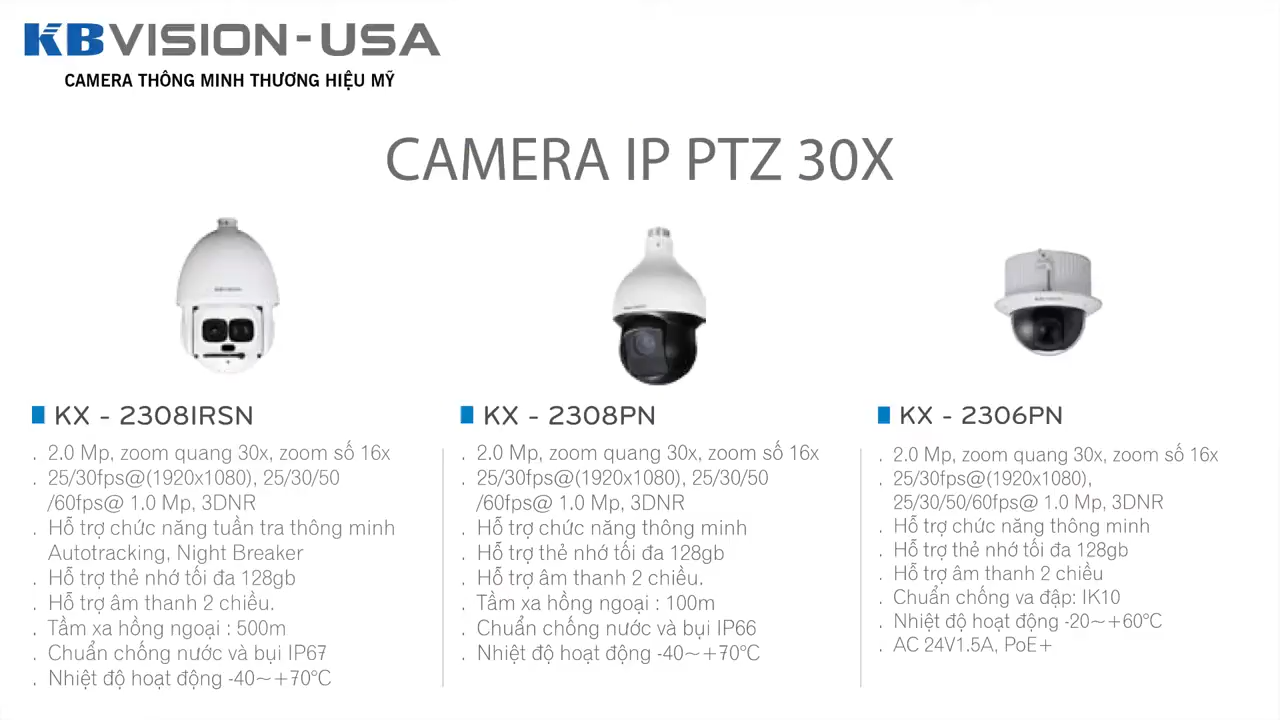 KBVISION-USA
CAMERA THÔNG MINH THƯƠNG HIỆU MỸ
CAMERA IP PTZ 30X
KBVISION
KBVISION
KBVISION
KX - 2308IRSN
. 2.0 Mp, zoom quang 30x, zoom số 16x
. 25/30fps@(1920x1080), 25/30/50
/60fps@ 1.0 Mp, 3DNR
. Hỗ trợ chức năng tuần tra thông minh
Autotracking, Night Breaker
. Hỗ trợ thẻ nhớ tối đa 128gb
. Hỗ trợ âm thanh 2 chiều.
. Tầm xa hồng ngoại : 500m
. Chuẩn chống nước và bụi IP67
. Nhiệt độ hoạt động -40~+70°C
KX - 2308PN
. 2.0 Mp, zoom quang 30x, zoom số 16x
. 25/30fps@(1920x1080), 25/30/50
/60fps@ 1.0 Mp, 3DNR
. Hỗ trợ chức năng thông minh
. Hỗ trợ thẻ nhớ tối đa 128gb
. Hỗ trợ âm thanh 2 chiều.
. Tầm xa hồng ngoại : 100m
. Chuẩn chống nước và bụi IP66
. Nhiệt độ hoạt động -40~+70°C
KX - 2306PN
. 2.0 Mp, zoom quang 30x, zoom số 16x
. 25/30fps@(1920x1080),
25/30/50/60fps@ 1.0 Mp, 3DNR
. Hỗ trợ chức năng thông minh
. Hỗ trợ thẻ nhớ tối đa 128gb
. Hỗ trợ âm thanh 2 chiều
. Chuẩn chống va đập: IK10
. Nhiệt độ hoạt động -20~+60°C
. AC 24V1.5A, PoE+